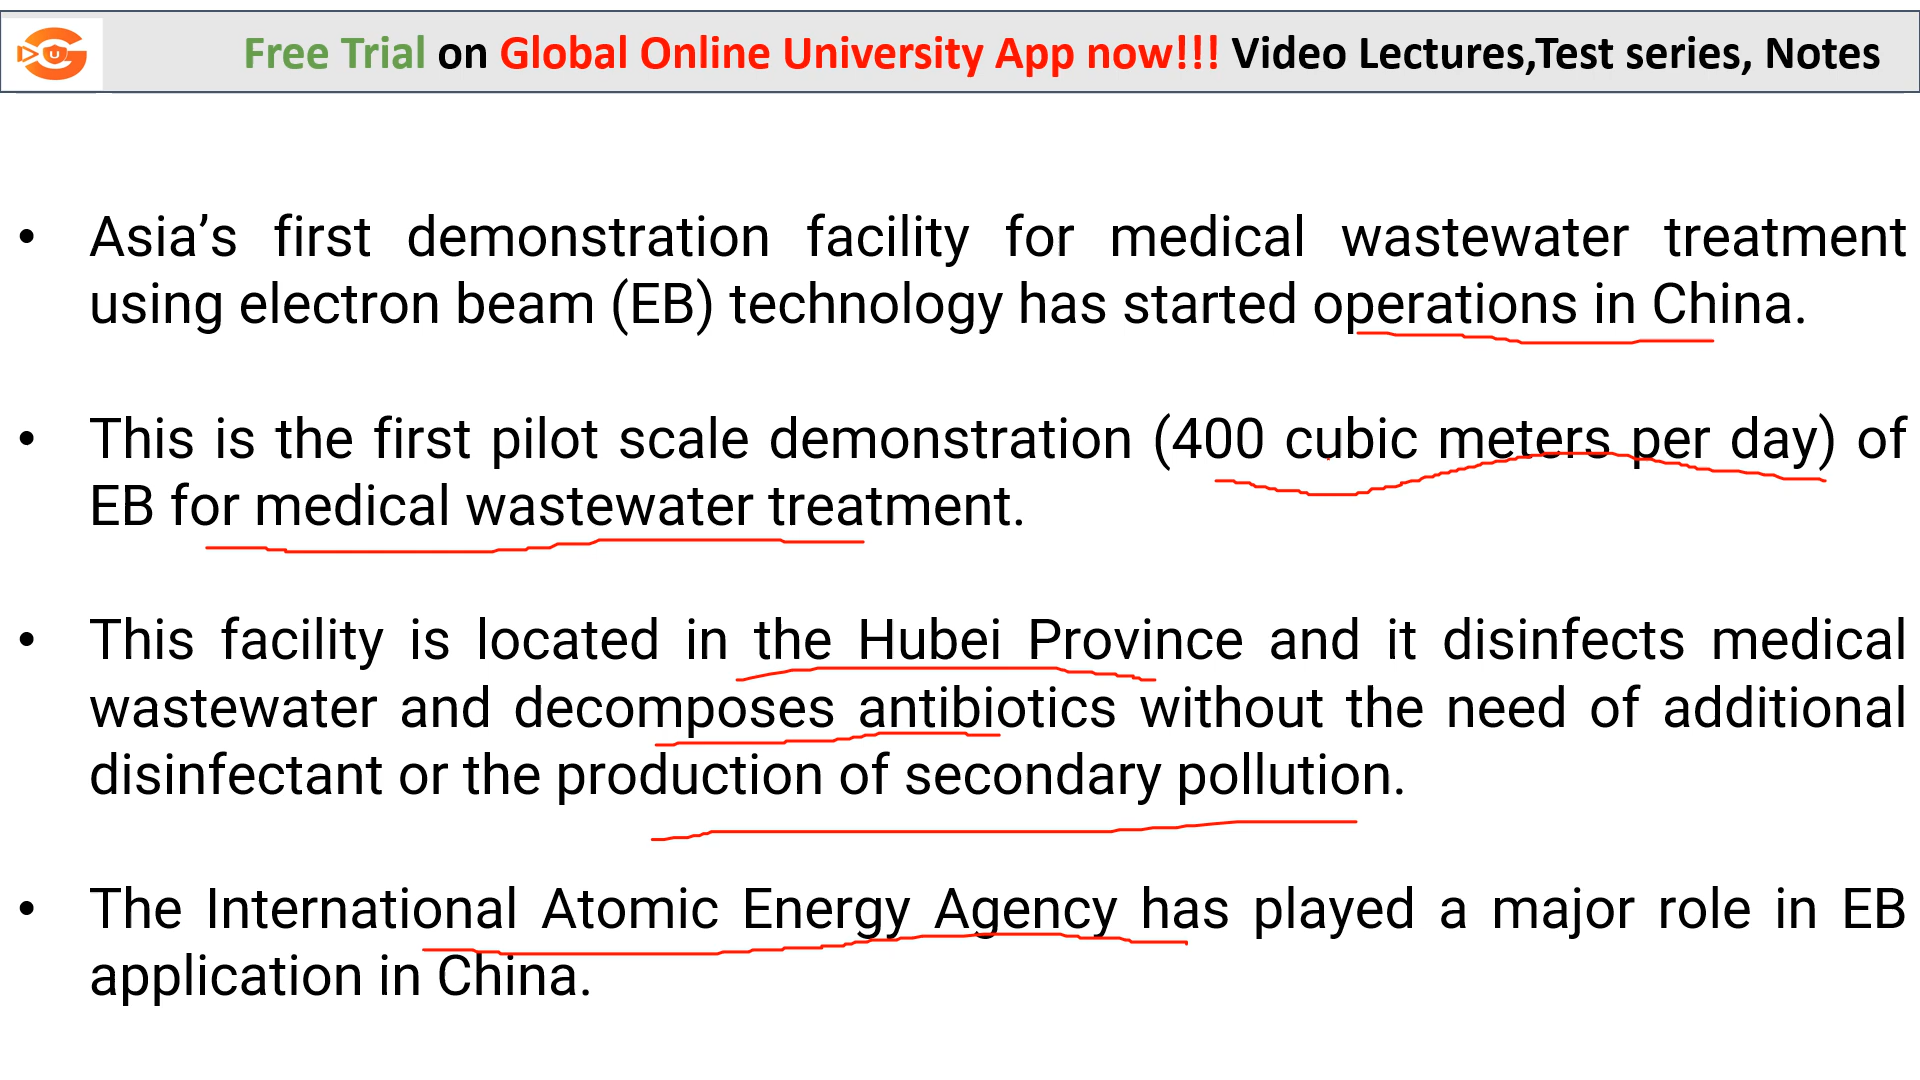 Free Trial on Global Online University App now!!! Video Lectures,Test series, Notes
• Asia’s first demonstration facility for medical wastewater treatment
using electron beam (EB) technology has started operations in China.
• This is the first pilot scale demonstration (400 cubic meters per day) of
EB for medical wastewater treatment.
• This facility is located in the Hubei Province and it disinfects medical
wastewater and decomposes antibiotics without the need of additional
disinfectant or the production of secondary pollution.
• The International Atomic Energy Agency has played a major role in EB
application in China.